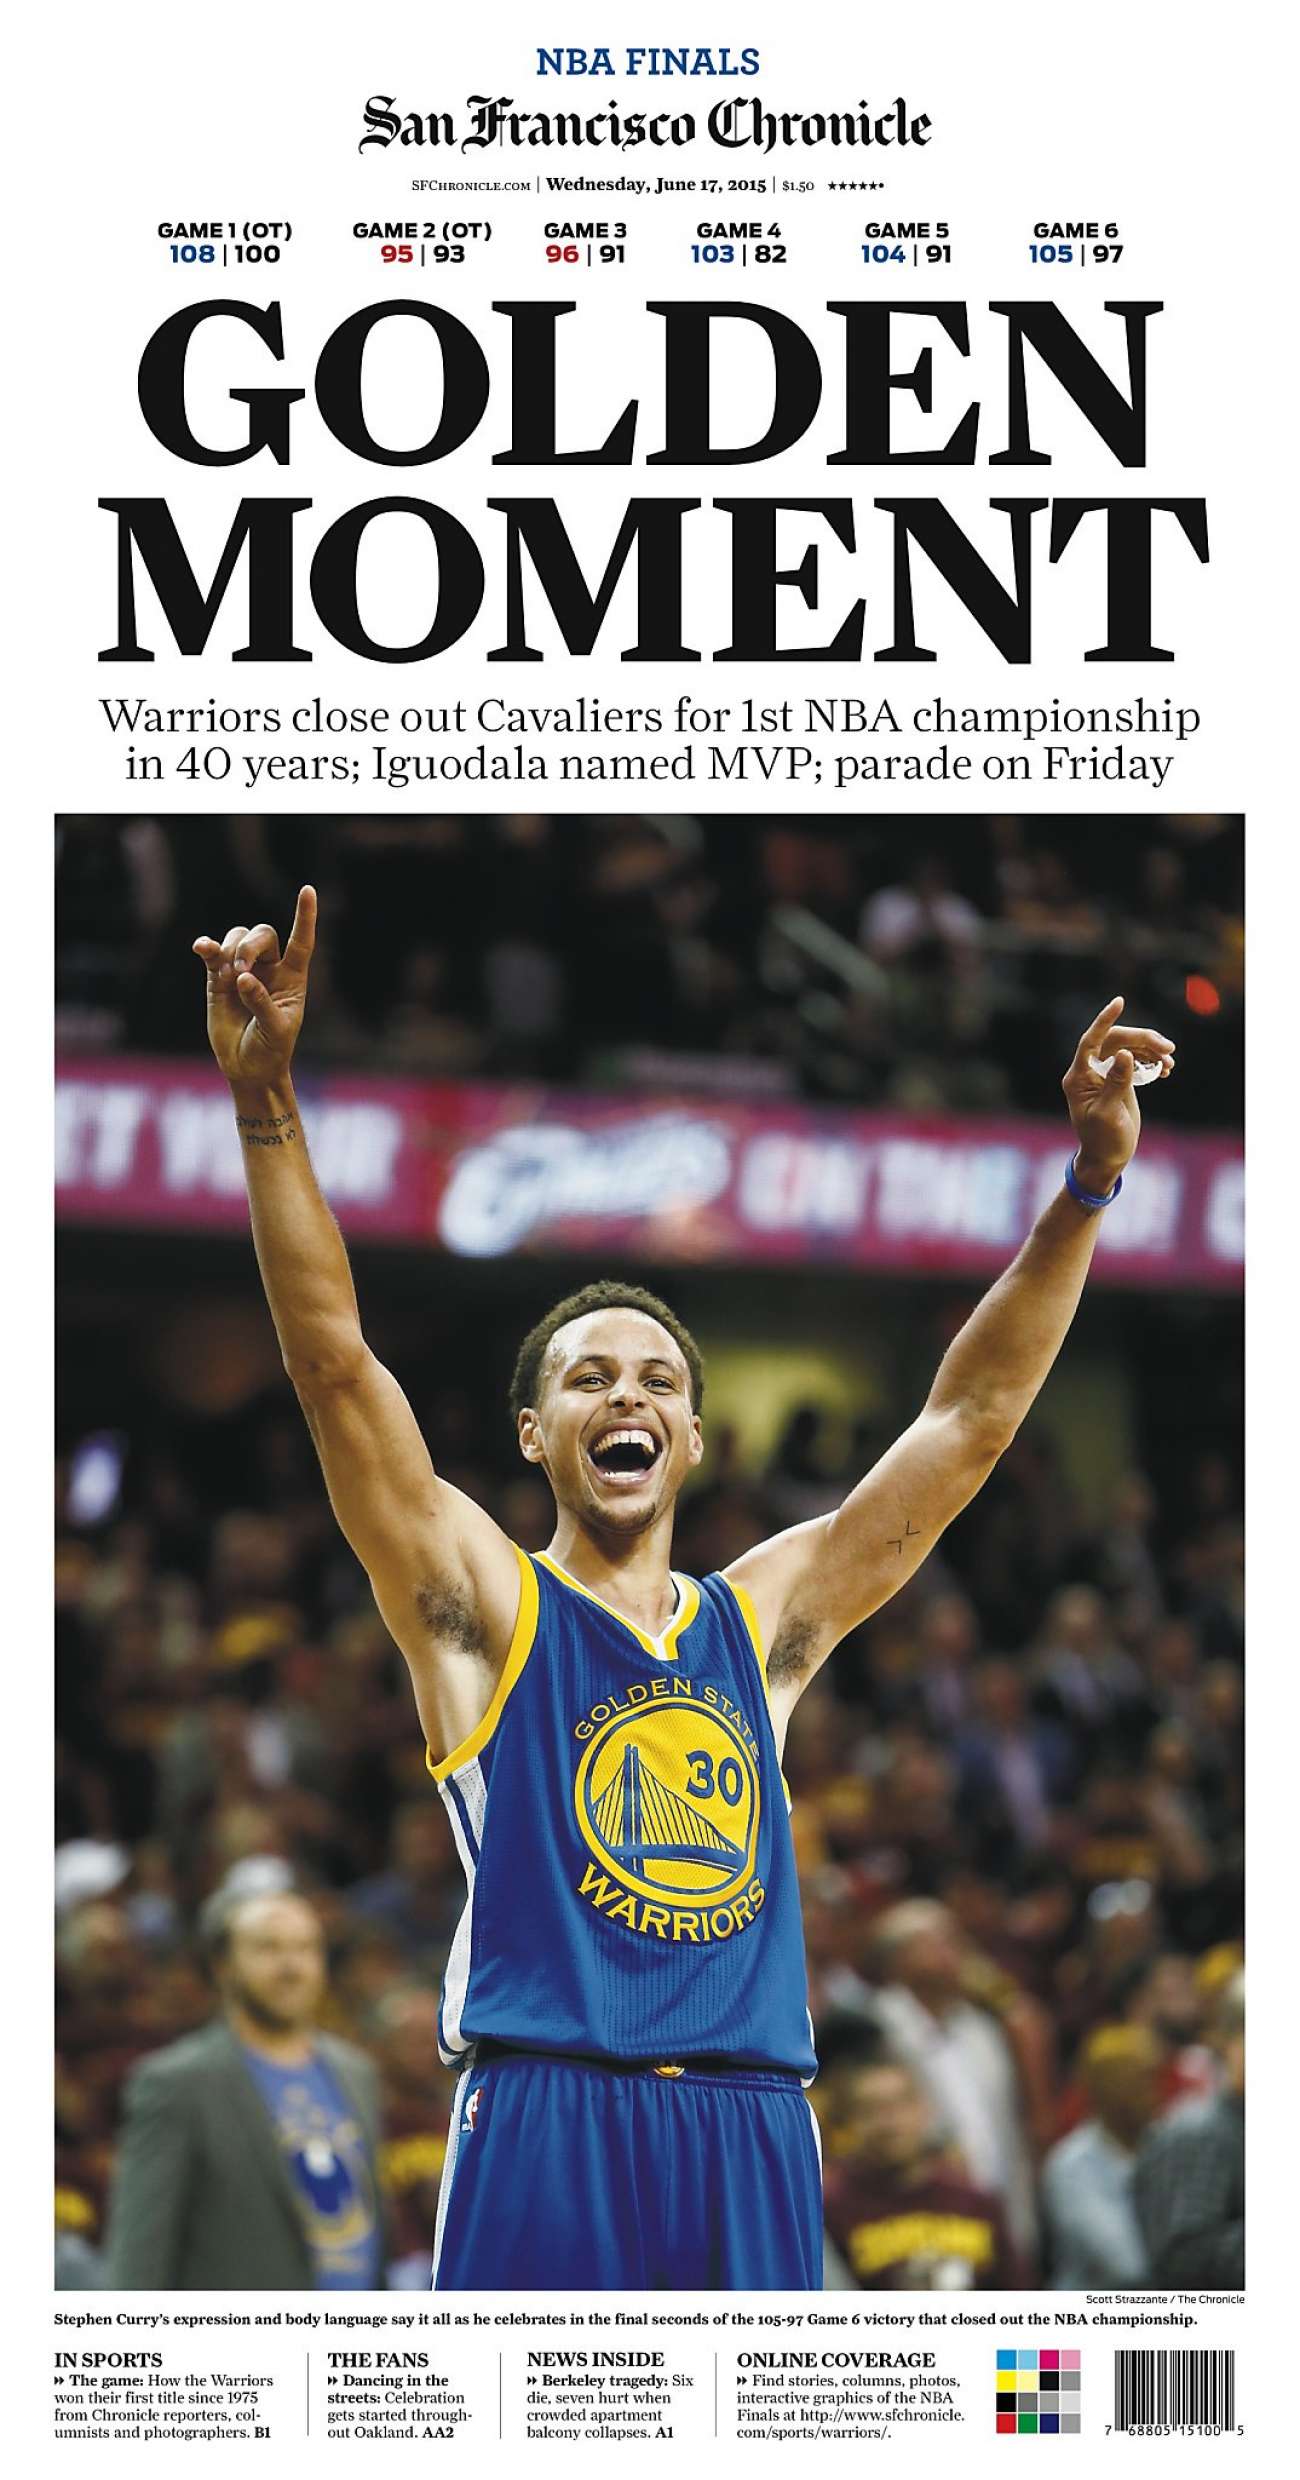 NBA FINALS
San Francisco Chronicle
SFChronicle.com | Wednesday, June 17, 2015 | $1.50 ★★★★★•
GAME 1 (OT) GAME 2 (OT) GAME 3 GAME 4 GAME 5 GAME 6
108 | 100 95 | 93 96 | 91 103 | 82 104 | 91 105 | 97
GOLDEN
MOMENT
Warriors close out Cavaliers for 1st NBA championship
in 40 years; Iguodala named MVP; parade on Friday
GOLDEN STATE
30
WARRIORS
Scott Strazzante / The Chronicle
Stephen Curry's expression and body language say it all as he celebrates in the final seconds of the 105-97 Game 6 victory that closed out the NBA championship.
IN SPORTS
The game: How the Warriors
won their first title since 1975
from Chronicle reporters, col-
umnists and photographers. B1
THE FANS
Dancing in the
streets: Celebration
gets started through-
out Oakland. AA2
NEWS INSIDE
Berkeley tragedy: Six
die, seven hurt when
crowded apartment
balcony collapses. A1
ONLINE COVERAGE
Find stories, columns, photos,
interactive graphics of the NBA
Finals at http://www.sfchronicle.
com/sports/warriors/.
7 68805 15100 5